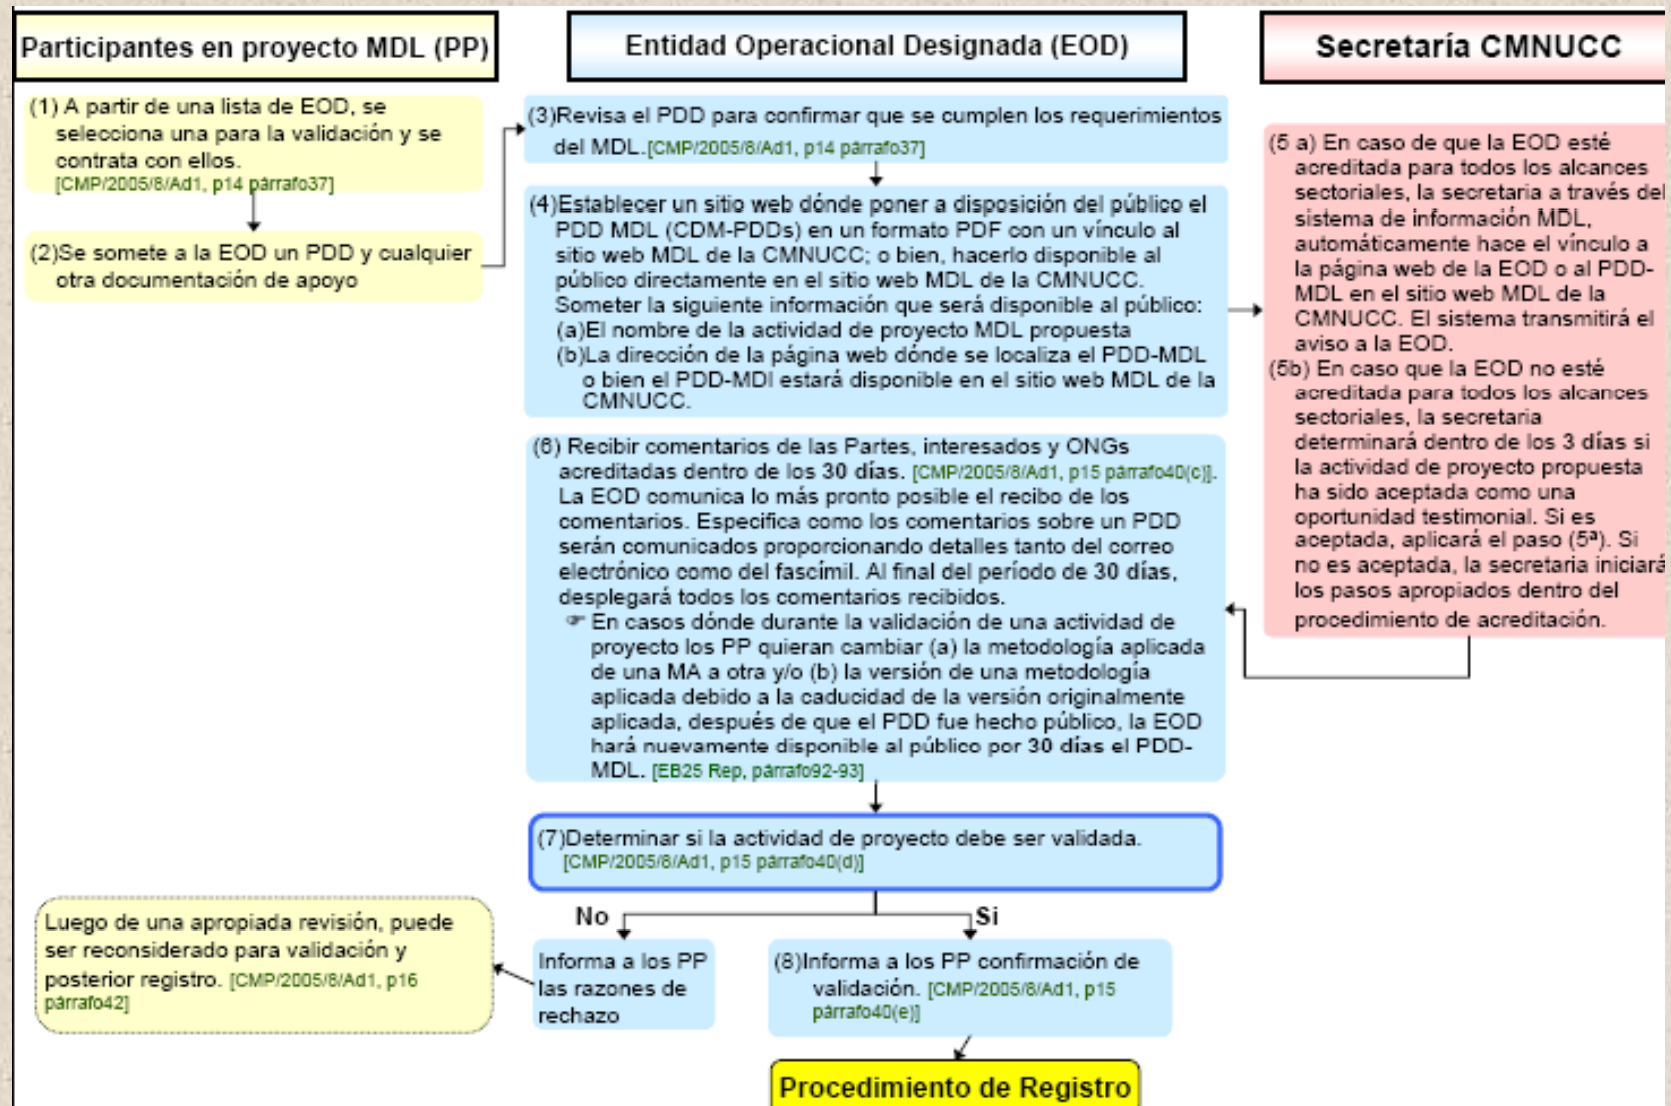 Participantes en proyecto MDL (PP)
Entidad Operacional Designada (EOD)
Secretaría CMNUCC
(1) A partir de una lista de EOD, se
selecciona una para la validación y se
contrata con ellos.
[CMP/2005/8/Ad1, p14 párrafo37]
(2)Se somete a la EOD un PDD y cualquier
otra documentación de apoyo
(3)Revisa el PDD para confirmar que se cumplen los requerimientos
del MDL.[CMP/2005/8/Ad1, p14 párrafo37]
(4)Establecer un sitio web dónde poner a disposición del público el
PDD MDL (CDM-PDDs) en un formato PDF con un vínculo al
sitio web MDL de la CMNUCC; o bien, hacerlo disponible al
público directamente en el sitio web MDL de la CMNUCC.
Someter la siguiente información que será disponible al público:
(a)El nombre de la actividad de proyecto MDL propuesta
(b)La dirección de la página web dónde se localiza el PDD-MDL
o bien el PDD-MDl estará disponible en el sitio web MDL de la
CMNUCC.
(5 a) En caso de que la EOD esté
acreditada para todos los alcances
sectoriales, la secretaria a través del
sistema de información MDL,
automáticamente hace el vínculo a
la página web de la EOD o al PDD-
MDL en el sitio web MDL de la
CMNUCC. El sistema transmitirá el
aviso a la EOD.
(5b) En caso que la EOD no esté
acreditada para todos los alcances
sectoriales, la secretaria
determinará dentro de los 3 días si
la actividad de proyecto propuesta
ha sido aceptada como una
oportunidad testimonial. Si es
aceptada, aplicará el paso (5ª). Si
no es aceptada, la secretaria iniciará
los pasos apropiados dentro del
procedimiento de acreditación.
(6) Recibir comentarios de las Partes, interesados y ONGs
acreditadas dentro de los 30 días. [CMP/2005/8/Ad1, p15 párrafo40(c)].
La EOD comunica lo más pronto posible el recibo de los
comentarios. Especifica como los comentarios sobre un PDD
serán comunicados proporcionando detalles tanto del correo
electrónico como del fascímil. Al final del período de 30 días,
desplegará todos los comentarios recibidos.
☞ En casos dónde durante la validación de una actividad de
proyecto los PP quieran cambiar (a) la metodología aplicada
de una MA a otra y/o (b) la versión de una metodología
aplicada debido a la caducidad de la versión originalmente
aplicada, después de que el PDD fue hecho público, la EOD
hará nuevamente disponible al público por 30 días el PDD-
MDL. [EB25 Rep, párrafo92-93]
(7)Determinar si la actividad de proyecto debe ser validada.
[CMP/2005/8/Ad1, p15 párrafo40(d)]
No
Si
Luego de una apropiada revisión, puede
ser reconsiderado para validación y
posterior registro. [CMP/2005/8/Ad1, p16
párrafo42]
Informa a los PP
las razones de
rechazo
(8)Informa a los PP confirmación de
validación. [CMP/2005/8/Ad1, p15
párrafo40(e)]
Procedimiento de Registro